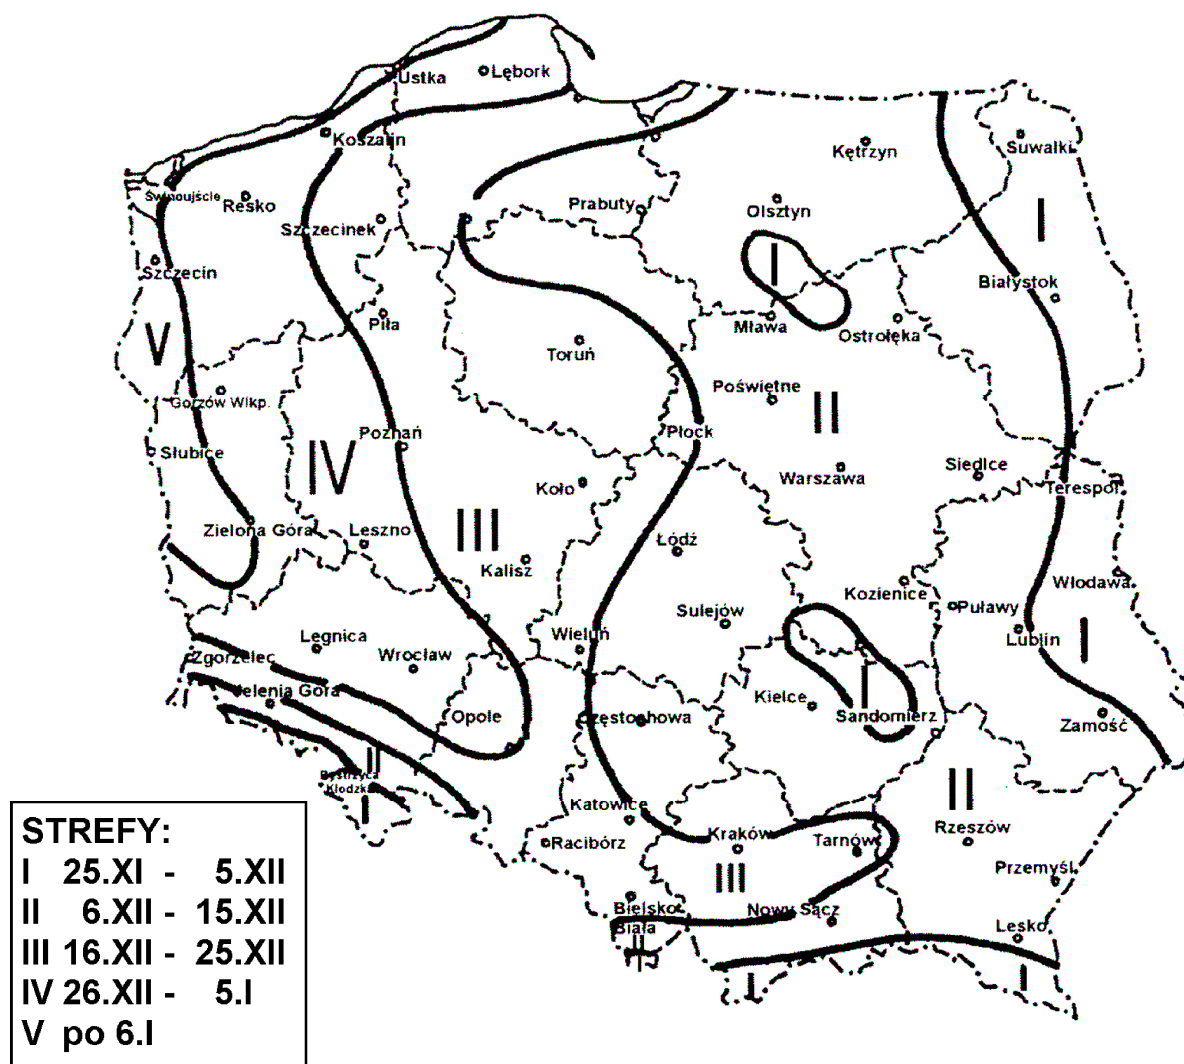 Ustka
Lębork
Koszalin
Kętrzyn
Suwałki
Świnoujście
Resko
Prabuty
Olsztyn
Szczecinek
I
I
Szczecin
Białystok
Piła
Mława
Ostrołęka
V
Toruń
Gorzów Wlkp.
Poświętne
II
Słubice
Poznań
Płock
IV
Warszawa
Siedlce
Koło
Terespol
Zielona Góra
Leszno
III
Łódź
Kalisz
Kozienice
Włodawa
Puławy
Sulejów
Lublin
I
Legnica
Wieluń
Zgorzelec
Wrocław
Jelenia Góra
Kielce
I
Opole
Częstochowa
Sandomierz
Zamość
II
Bystrzyca
Kłodzka
I
II
Katowice
Kraków
Tarnów
Rzeszów
Racibórz
III
Przemyśl
Bielsko
Biała
Nowy Sącz
Lesko
II
I
I
STREFY:
I 25.XI - 5.XII
II 6.XII - 15.XII
III 16.XII - 25.XII
IV 26.XII - 5.I
V po 6.I